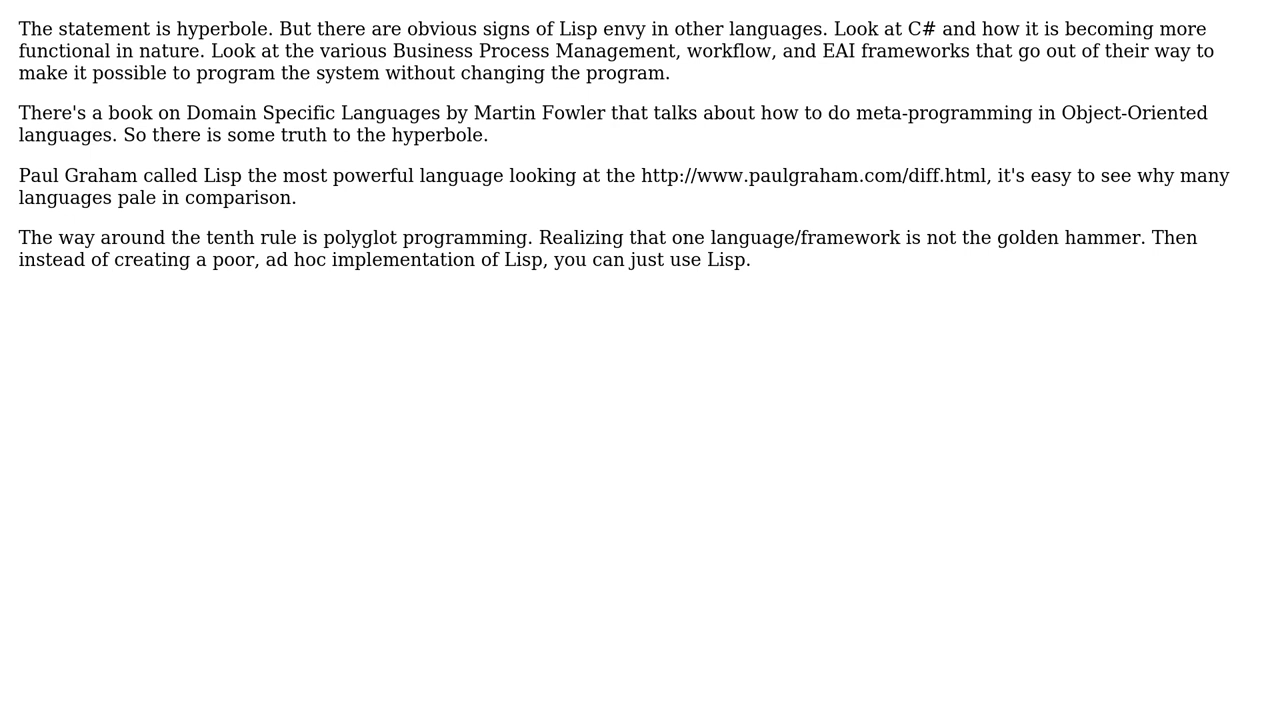 The statement is hyperbole. But there are obvious signs of Lisp envy in other languages. Look at C# and how it is becoming more
functional in nature. Look at the various Business Process Management, workflow, and EAI frameworks that go out of their way to
make it possible to program the system without changing the program.
There's a book on Domain Specific Languages by Martin Fowler that talks about how to do meta-programming in Object-Oriented
languages. So there is some truth to the hyperbole.
Paul Graham called Lisp the most powerful language looking at the http://www.paulgraham.com/diff.html, it's easy to see why many
languages pale in comparison.
The way around the tenth rule is polyglot programming. Realizing that one language/framework is not the golden hammer. Then
instead of creating a poor, ad hoc implementation of Lisp, you can just use Lisp.